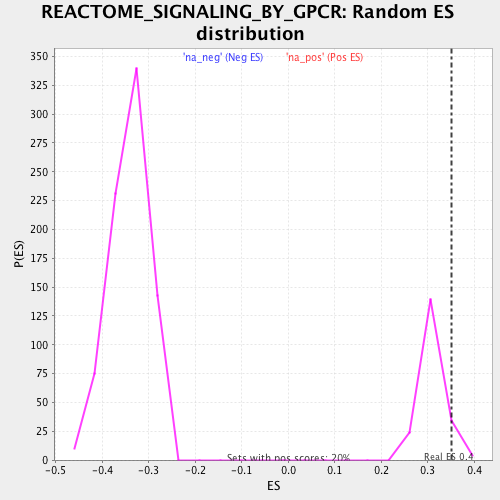 REACTOME_SIGNALING_BY_GPCR: Random ES
distribution
'na_neg' (Neg ES) 'na_pos' (Pos ES)
350
325
300
275
250
225
200
175
150
125
100
75
50
25
0
P(ES)
Sets with pos scores: 20%
Real ES 0.4
-0.5 -0.4 -0.3 -0.2 -0.1 0.0 0.1 0.2 0.3 0.4
ES